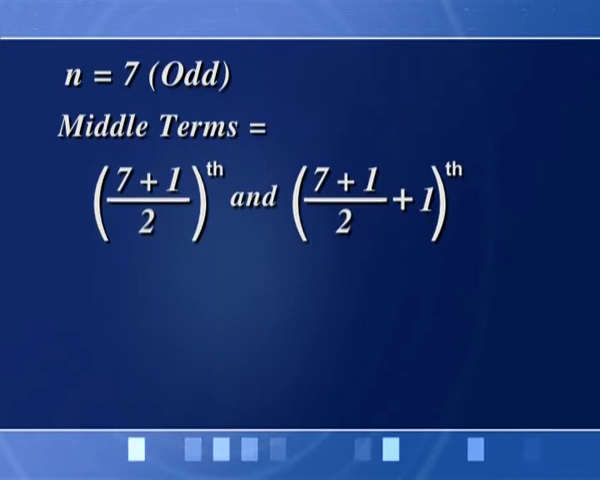 n = 7 (Odd)
Middle Terms =
(7 + 1 / 2)th and (7 + 1 / 2 + 1)th